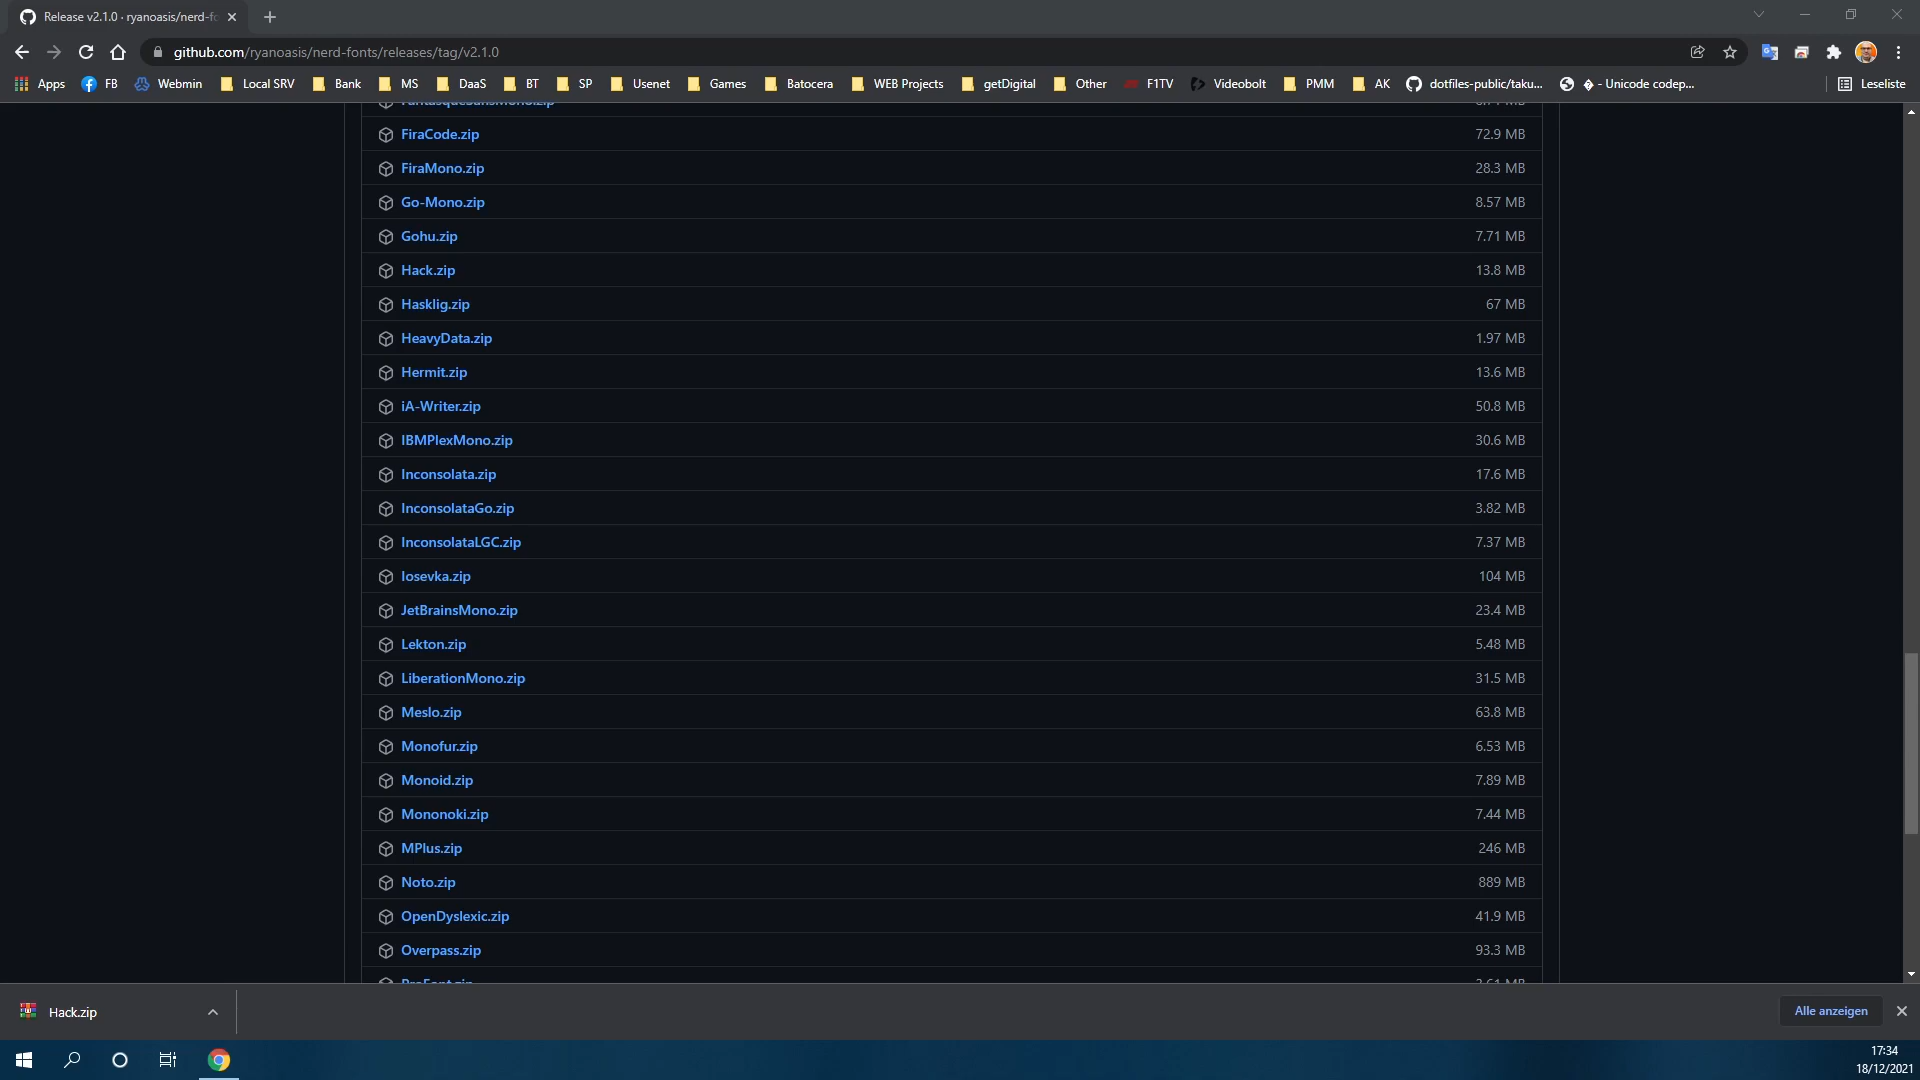 Release v2.1.0 · ryanoasis/nerd-fo
github.com/ryanoasis/nerd-fonts/releases/tag/v2.1.0
Apps FB Webmin Local SRV Bank MS DaaS BT SP Usenet Games Batocera WEB Projects getDigital Other F1TV Videobolt PMM AK dotfiles-public/taku... � - Unicode codep... Leseliste
FiraCode.zip 72.9 MB
FiraMono.zip 28.3 MB
Go-Mono.zip 8.57 MB
Gohu.zip 7.71 MB
Hack.zip 13.8 MB
Hasklig.zip 67 MB
HeavyData.zip 1.97 MB
Hermit.zip 13.6 MB
iA-Writer.zip 50.8 MB
IBMPlexMono.zip 30.6 MB
Inconsolata.zip 17.6 MB
InconsolataGo.zip 3.82 MB
InconsolataLGC.zip 7.37 MB
Iosevka.zip 104 MB
JetBrainsMono.zip 23.4 MB
Lekton.zip 5.48 MB
LiberationMono.zip 31.5 MB
Meslo.zip 63.8 MB
Monofur.zip 6.53 MB
Monoid.zip 7.89 MB
Mononoki.zip 7.44 MB
MPlus.zip 246 MB
Noto.zip 889 MB
OpenDyslexic.zip 41.9 MB
Overpass.zip 93.3 MB
Hack.zip Alle anzeigen
17:34
18/12/2021